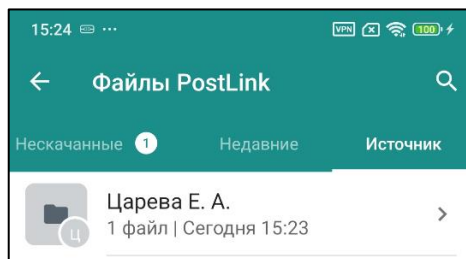 15:24 ... VPN 100
Файлы PostLink
Нескачанные 1 Недавние Источник
Царева Е. А.
Ц 1 файл | Сегодня 15:23